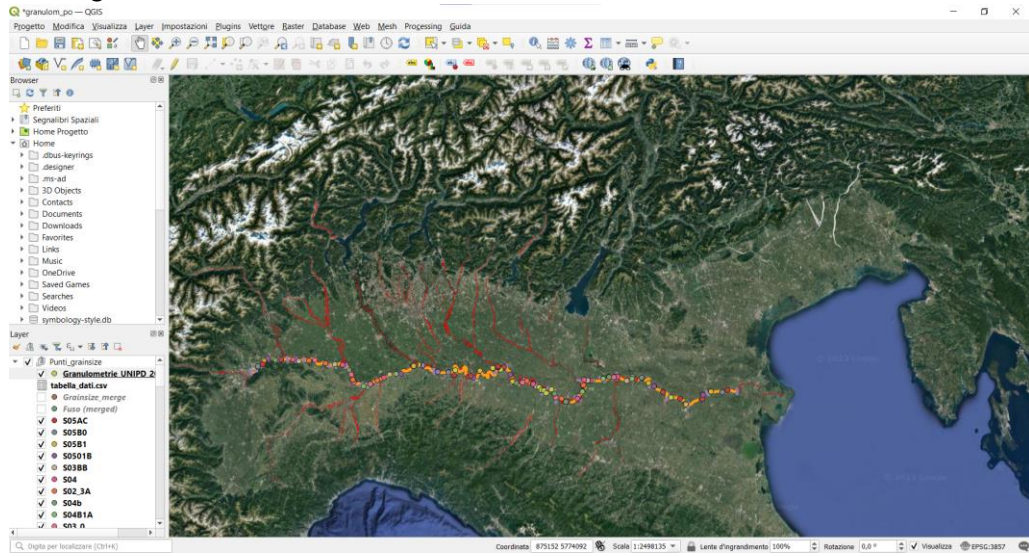 *granulom_po — QGIS
Progetto Modifica Visualizza Layer Impostazioni Plugins Vettore Raster Database Web Mesh Processing Guida
abc
abc
abc
Browser
Preferiti
Segnalibri Spaziali
Home Progetto
Home
.dbus-keyrings
.designer
.ms-ad
3D Objects
Contacts
Documents
Downloads
Favorites
Links
Music
OneDrive
Saved Games
Searches
Videos
symbology-style.db
Layer
Punti_grainsize
Granulometrie_UNIPD_2
tabella_dati.csv
Grainsize_merge
Fuso (merged)
S05AC
S05B0
S05B1
S0501B
S03BB
S04
S02_3A
S04b
S04B1A
S03_0
Digita per localizzare (Ctrl+K)
Coordinata 875152 5774092 Scala 1:2498135 Lente d'ingrandimento 100% Rotazione 0,0 ° Visualizza EPSG:3857